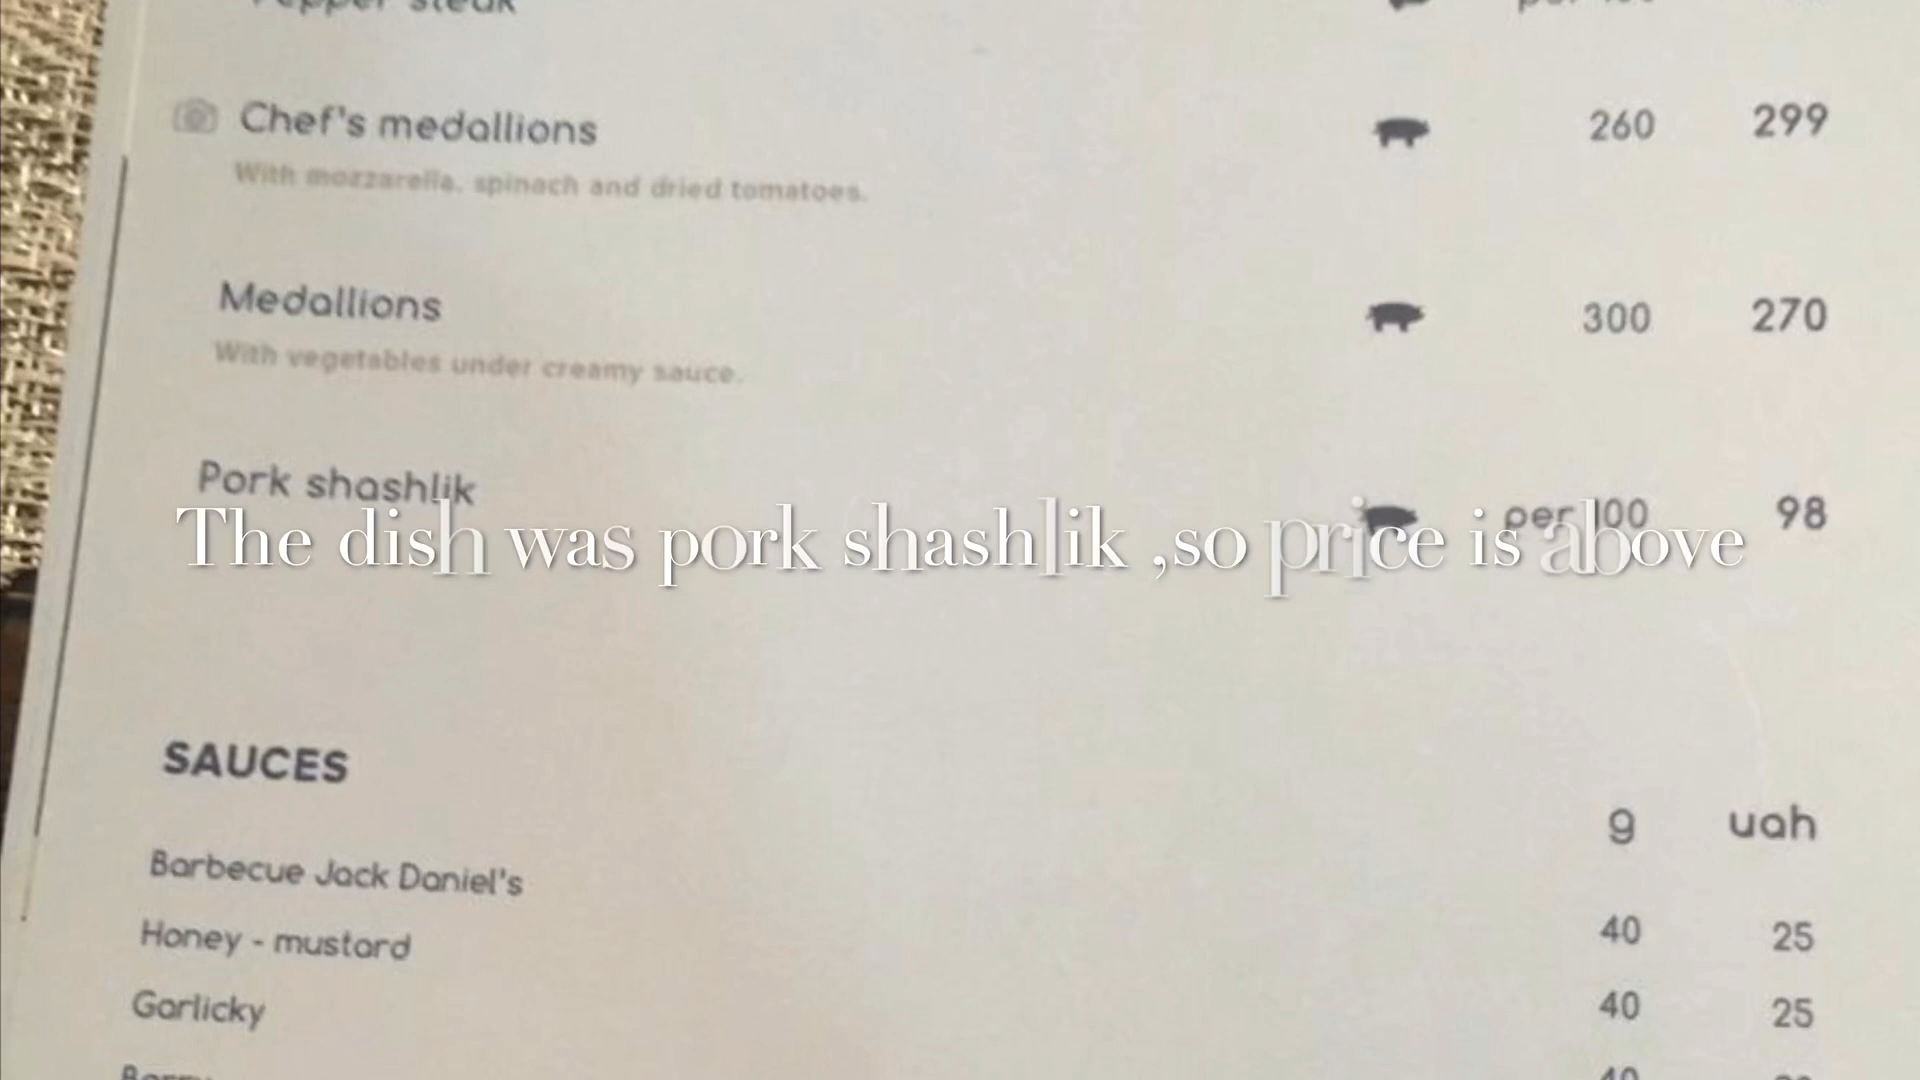 Pepper steak
Chef's medallions 260 299
With mozzarella, spinach and dried tomatoes.
Medallions 300 270
With vegetables under creamy sauce.
Pork shashlik per 100 98
The dish was pork shashlik ,so price is above
SAUCES
g uah
Barbecue Jack Daniel's
Honey - mustard 40 25
Garlicky 40 25